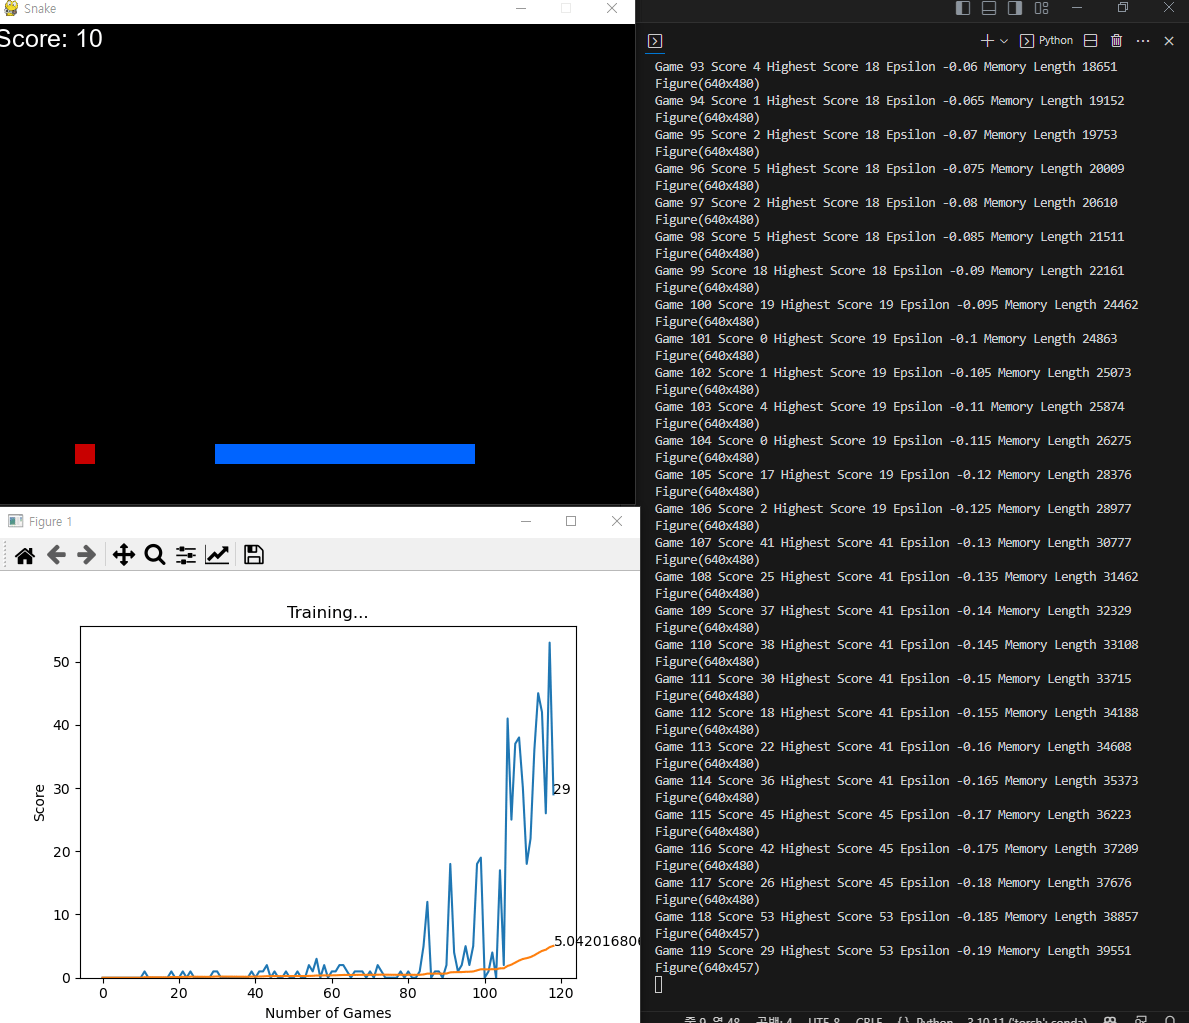 Snake
Score: 10
Figure 1
Training...
Score
50
40
30
20
10
0
29
5.042016806
0 20 40 60 80 100 120
Number of Games
Python
Game 93 Score 4 Highest Score 18 Epsilon -0.06 Memory Length 18651
Figure(640x480)
Game 94 Score 1 Highest Score 18 Epsilon -0.065 Memory Length 19152
Figure(640x480)
Game 95 Score 2 Highest Score 18 Epsilon -0.07 Memory Length 19753
Figure(640x480)
Game 96 Score 5 Highest Score 18 Epsilon -0.075 Memory Length 20009
Figure(640x480)
Game 97 Score 2 Highest Score 18 Epsilon -0.08 Memory Length 20610
Figure(640x480)
Game 98 Score 5 Highest Score 18 Epsilon -0.085 Memory Length 21511
Figure(640x480)
Game 99 Score 18 Highest Score 18 Epsilon -0.09 Memory Length 22161
Figure(640x480)
Game 100 Score 19 Highest Score 19 Epsilon -0.095 Memory Length 24462
Figure(640x480)
Game 101 Score 0 Highest Score 19 Epsilon -0.1 Memory Length 24863
Figure(640x480)
Game 102 Score 1 Highest Score 19 Epsilon -0.105 Memory Length 25073
Figure(640x480)
Game 103 Score 4 Highest Score 19 Epsilon -0.11 Memory Length 25874
Figure(640x480)
Game 104 Score 0 Highest Score 19 Epsilon -0.115 Memory Length 26275
Figure(640x480)
Game 105 Score 17 Highest Score 19 Epsilon -0.12 Memory Length 28376
Figure(640x480)
Game 106 Score 2 Highest Score 19 Epsilon -0.125 Memory Length 28977
Figure(640x480)
Game 107 Score 41 Highest Score 41 Epsilon -0.13 Memory Length 30777
Figure(640x480)
Game 108 Score 25 Highest Score 41 Epsilon -0.135 Memory Length 31462
Figure(640x480)
Game 109 Score 37 Highest Score 41 Epsilon -0.14 Memory Length 32329
Figure(640x480)
Game 110 Score 38 Highest Score 41 Epsilon -0.145 Memory Length 33108
Figure(640x480)
Game 111 Score 30 Highest Score 41 Epsilon -0.15 Memory Length 33715
Figure(640x480)
Game 112 Score 18 Highest Score 41 Epsilon -0.155 Memory Length 34188
Figure(640x480)
Game 113 Score 22 Highest Score 41 Epsilon -0.16 Memory Length 34608
Figure(640x480)
Game 114 Score 36 Highest Score 41 Epsilon -0.165 Memory Length 35373
Figure(640x480)
Game 115 Score 45 Highest Score 45 Epsilon -0.17 Memory Length 36223
Figure(640x480)
Game 116 Score 42 Highest Score 45 Epsilon -0.175 Memory Length 37209
Figure(640x480)
Game 117 Score 26 Highest Score 45 Epsilon -0.18 Memory Length 37676
Figure(640x480)
Game 118 Score 53 Highest Score 53 Epsilon -0.185 Memory Length 38857
Figure(640x457)
Game 119 Score 29 Highest Score 53 Epsilon -0.19 Memory Length 39551
Figure(640x457)
줄 9, 열 48 공백: 4 UTF-8 CRLF {} Python 3.10.11 ('torch': conda)